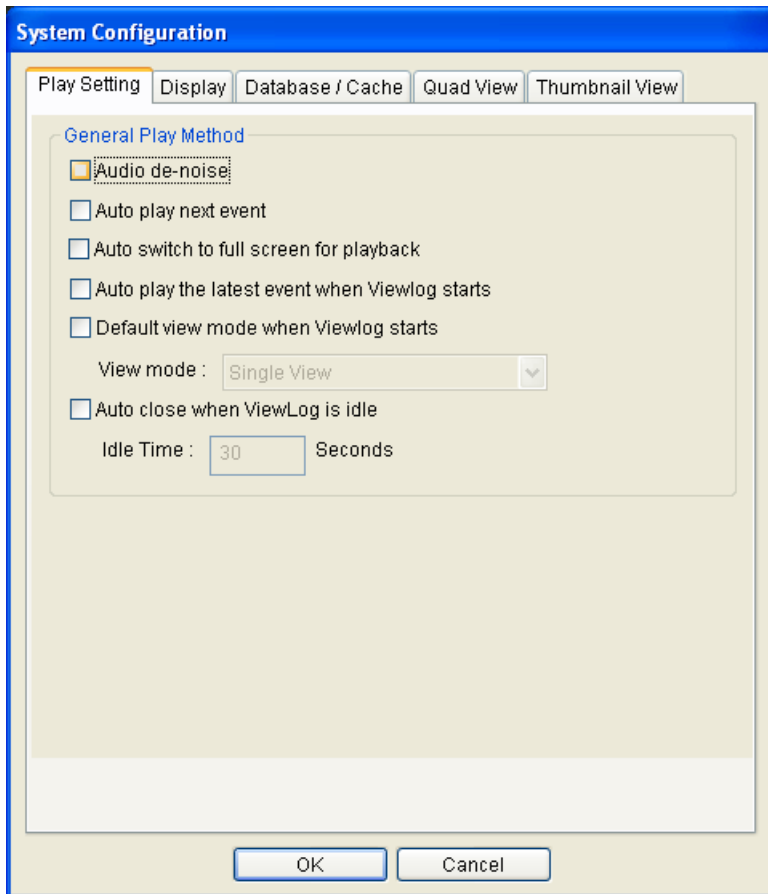 System Configuration
Play Setting Display Database / Cache Quad View Thumbnail View
General Play Method
Audio de-noise
Auto play next event
Auto switch to full screen for playback
Auto play the latest event when Viewlog starts
Default view mode when Viewlog starts
View mode : Single View
Auto close when ViewLog is idle
Idle Time : 30 Seconds
OK Cancel